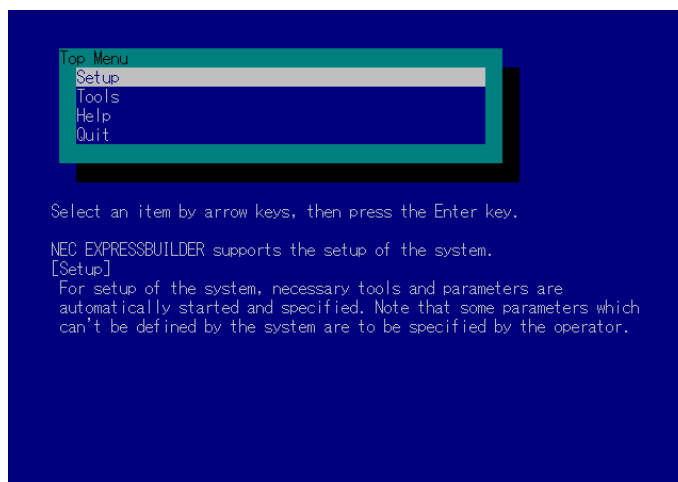 Top Menu
Setup
Tools
Help
Quit
Select an item by arrow keys, then press the Enter key.
NEC EXPRESSBUILDER supports the setup of the system.
[Setup]
For setup of the system, necessary tools and parameters are
automatically started and specified. Note that some parameters which
can't be defined by the system are to be specified by the operator.